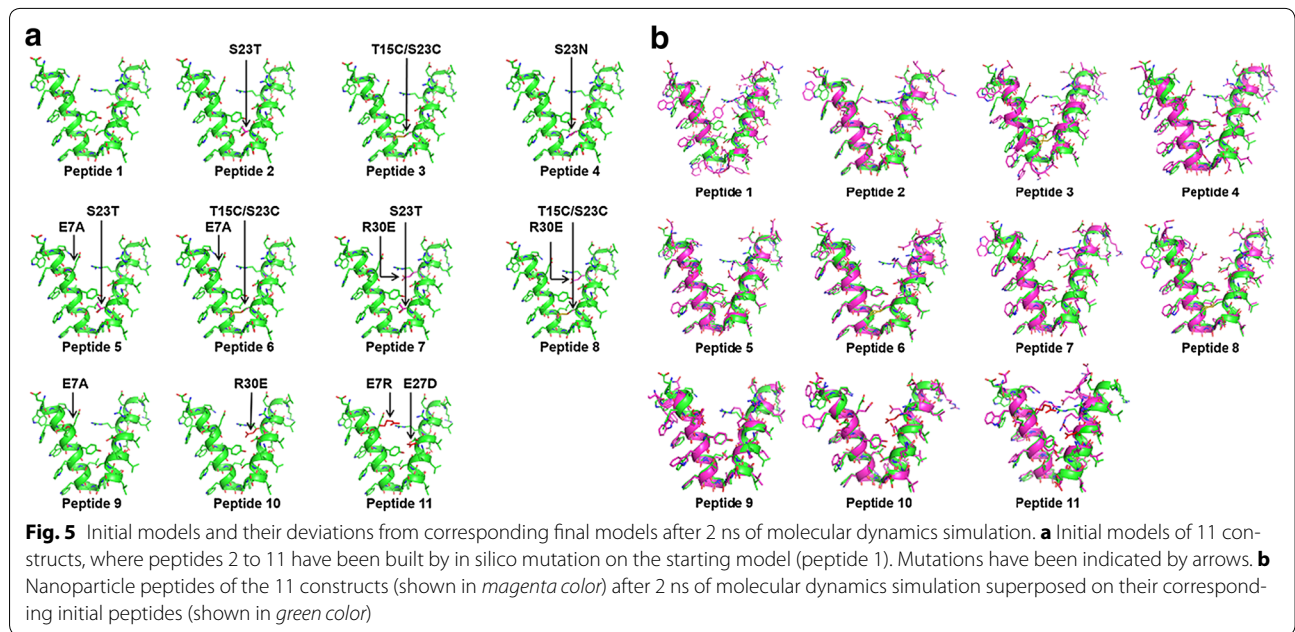 a
b
S23T
T15C/S23C
S23N
Peptide 1
Peptide 2
Peptide 3
Peptide 4
Peptide 1
Peptide 2
Peptide 3
Peptide 4
S23T
E7A
T15C/S23C
E7A
S23T
R30E
T15C/S23C
R30E
Peptide 5
Peptide 6
Peptide 7
Peptide 8
Peptide 5
Peptide 6
Peptide 7
Peptide 8
E7A
R30E
E7R
E27D
Peptide 9
Peptide 10
Peptide 11
Peptide 9
Peptide 10
Peptide 11
Fig. 5 Initial models and their deviations from corresponding final models after 2 ns of molecular dynamics simulation. a Initial models of 11 con-
structs, where peptides 2 to 11 have been built by in silico mutation on the starting model (peptide 1). Mutations have been indicated by arrows. b
Nanoparticle peptides of the 11 constructs (shown in magenta color) after 2 ns of molecular dynamics simulation superposed on their correspond-
ing initial peptides (shown in green color)